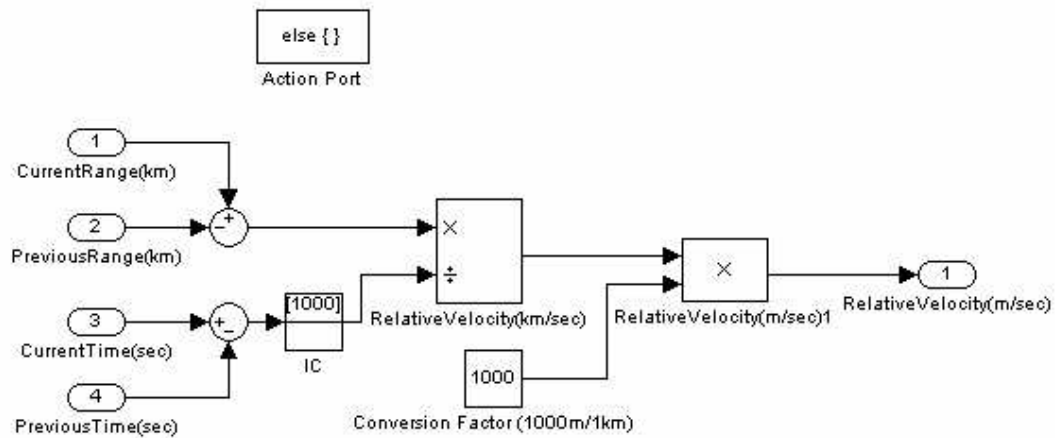 else { }
Action Port
1
CurrentRange(km)
2
PreviousRange(km)
3
CurrentTime(sec)
4
PreviousTime(sec)
− +
+ −
[1000]
IC
×
÷
RelativeVelocity(km/sec)
1000
Conversion Factor (1000m/1km)
×
RelativeVelocity(m/sec)1
1
RelativeVelocity(m/sec)